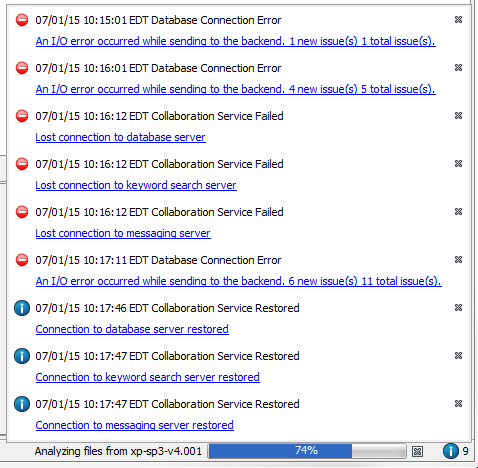 07/01/15 10:15:01 EDT Database Connection Error
An I/O error occurred while sending to the backend. 1 new issue(s) 1 total issue(s).
07/01/15 10:16:01 EDT Database Connection Error
An I/O error occurred while sending to the backend. 4 new issue(s) 5 total issue(s).
07/01/15 10:16:12 EDT Collaboration Service Failed
Lost connection to database server
07/01/15 10:16:12 EDT Collaboration Service Failed
Lost connection to keyword search server
07/01/15 10:16:12 EDT Collaboration Service Failed
Lost connection to messaging server
07/01/15 10:17:11 EDT Database Connection Error
An I/O error occurred while sending to the backend. 6 new issue(s) 11 total issue(s).
07/01/15 10:17:46 EDT Collaboration Service Restored
Connection to database server restored
07/01/15 10:17:47 EDT Collaboration Service Restored
Connection to keyword search server restored
07/01/15 10:17:47 EDT Collaboration Service Restored
Connection to messaging server restored
Analyzing files from xp-sp3-v4.001 74% 9